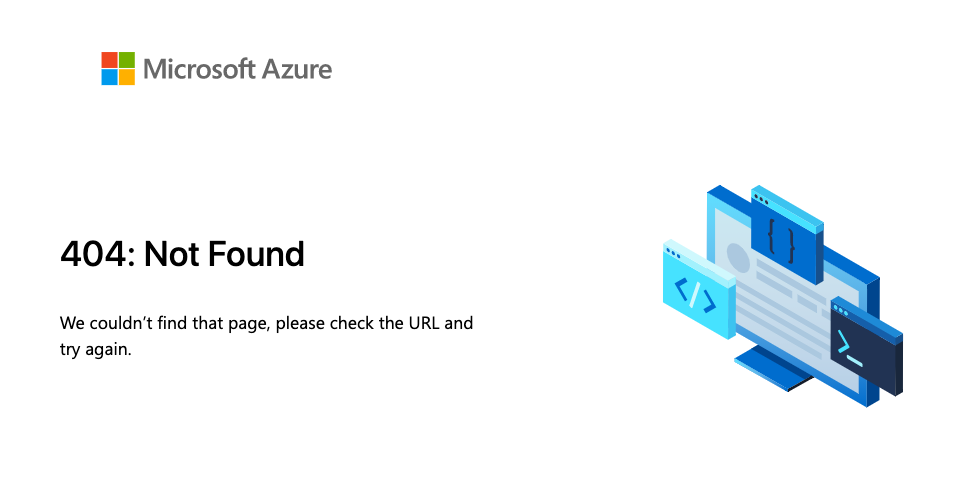 Microsoft Azure
404: Not Found
We couldn’t find that page, please check the URL and
try again.
{ }
</>
>_